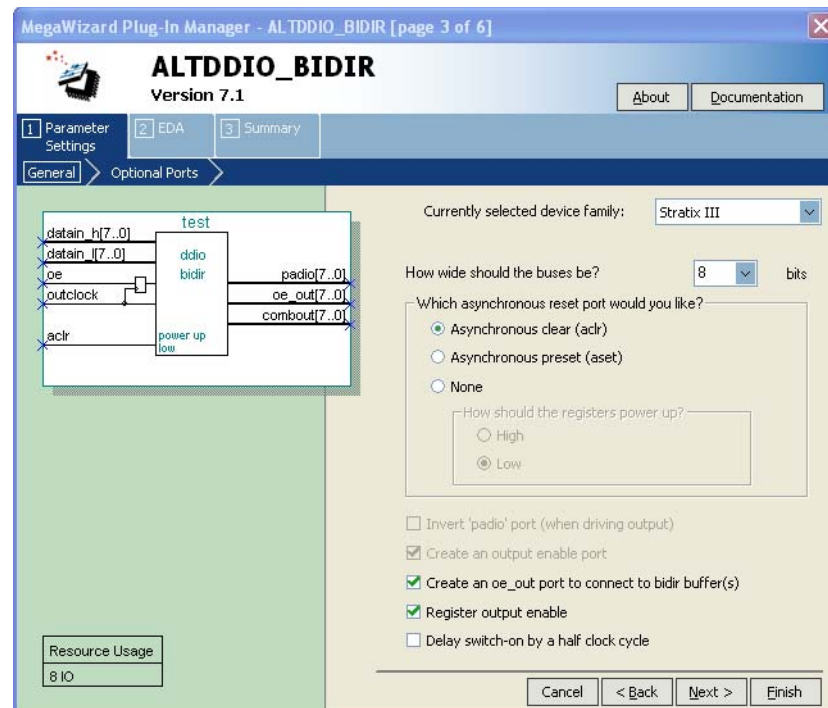 MegaWizard Plug-In Manager - ALTDDIO_BIDIR [page 3 of 6]
ALTDDIO_BIDIR
Version 7.1
About
Documentation
1 Parameter Settings
2 EDA
3 Summary
General
Optional Ports
test
datain_h[7..0]
datain_l[7..0]
oe
outclock
aclr
ddio
bidir
power up
low
padio[7..0]
oe_out[7..0]
combout[7..0]
Resource Usage
8 IO
Currently selected device family: Stratix III
How wide should the buses be? 8 bits
Which asynchronous reset port would you like?
Asynchronous clear (aclr)
Asynchronous preset (aset)
None
How should the registers power up?
High
Low
Invert 'padio' port (when driving output)
Create an output enable port
Create an oe_out port to connect to bidir buffer(s)
Register output enable
Delay switch-on by a half clock cycle
Cancel
< Back
Next >
Finish